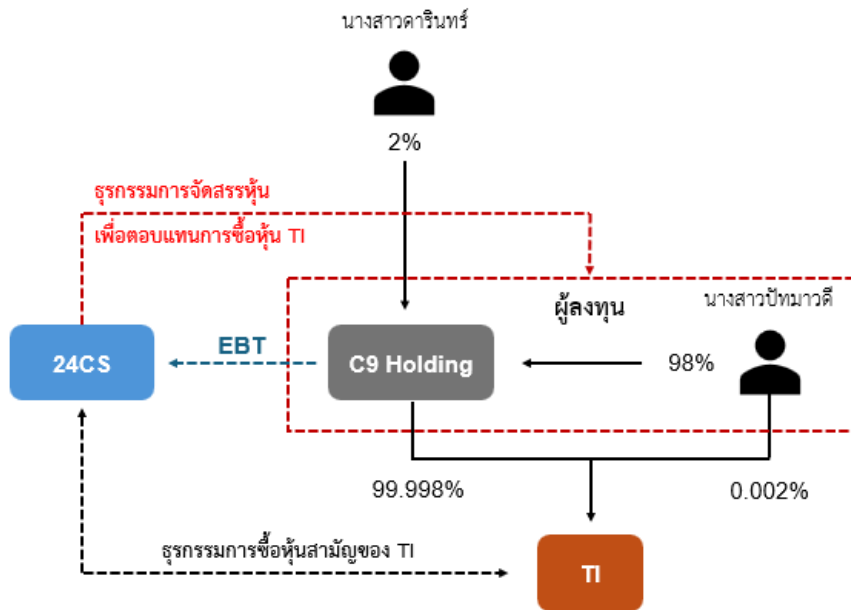 นางสาวดารินทร์
2%
ธุรกรรมการจัดสรรหุ้น
เพื่อตอบแทนการซื้อหุ้น TI
ผู้ลงทุน
นางสาวปัทมาวดี
24CS
EBT
C9 Holding
98%
99.998%
0.002%
ธุรกรรมการซื้อหุ้นสามัญของ TI
TI